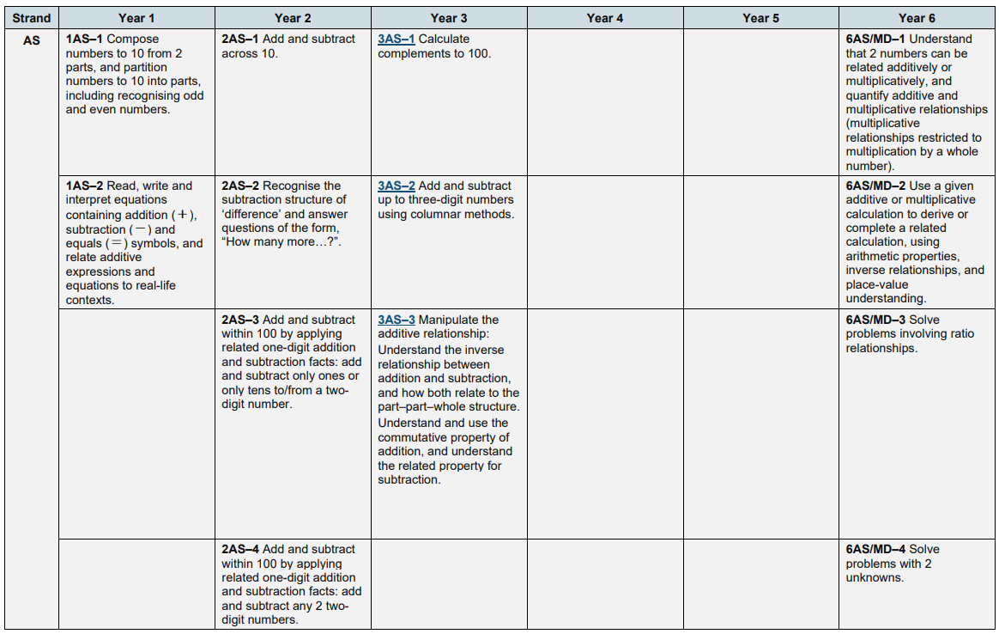 Strand Year 1 Year 2 Year 3 Year 4 Year 5 Year 6
AS
1AS–1 Compose
numbers to 10 from 2
parts, and partition
numbers to 10 into parts,
including recognising odd
and even numbers.
2AS–1 Add and subtract
across 10.
3AS–1 Calculate
complements to 100.
6AS/MD–1 Understand
that 2 numbers can be
related additively or
multiplicatively, and
quantify additive and
multiplicative relationships
(multiplicative
relationships restricted to
multiplication by a whole
number).
1AS–2 Read, write and
interpret equations
containing addition (+),
subtraction (−) and
equals (=) symbols, and
relate additive
expressions and
equations to real-life
contexts.
2AS–2 Recognise the
subtraction structure of
‘difference’ and answer
questions of the form,
“How many more…?”.
3AS–2 Add and subtract
up to three-digit numbers
using columnar methods.
6AS/MD–2 Use a given
additive or multiplicative
calculation to derive or
complete a related
calculation, using
arithmetic properties,
inverse relationships, and
place-value
understanding.
2AS–3 Add and subtract
within 100 by applying
related one-digit addition
and subtraction facts: add
and subtract only ones or
only tens to/from a two-
digit number.
3AS–3 Manipulate the
additive relationship:
Understand the inverse
relationship between
addition and subtraction,
and how both relate to the
part–part–whole structure.
Understand and use the
commutative property of
addition, and understand
the related property for
subtraction.
6AS/MD–3 Solve
problems involving ratio
relationships.
2AS–4 Add and subtract
within 100 by applying
related one-digit addition
and subtraction facts: add
and subtract any 2 two-
digit numbers.
6AS/MD–4 Solve
problems with 2
unknowns.